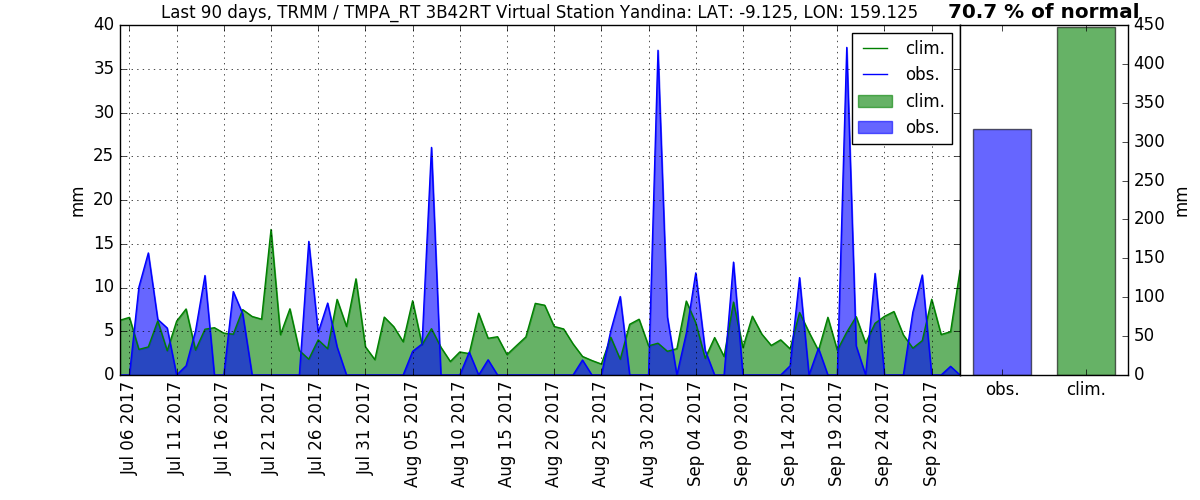 Last 90 days, TRMM / TMPA_RT 3B42RT Virtual Station Yandina: LAT: -9.125, LON: 159.125
70.7 % of normal
40
35
30
25
20
15
10
5
0
mm
clim.
obs.
clim.
obs.
450
400
350
300
250
200
150
100
50
0
mm
Jul 06 2017
Jul 11 2017
Jul 16 2017
Jul 21 2017
Jul 26 2017
Jul 31 2017
Aug 05 2017
Aug 10 2017
Aug 15 2017
Aug 20 2017
Aug 25 2017
Aug 30 2017
Sep 04 2017
Sep 09 2017
Sep 14 2017
Sep 19 2017
Sep 24 2017
Sep 29 2017
obs.
clim.